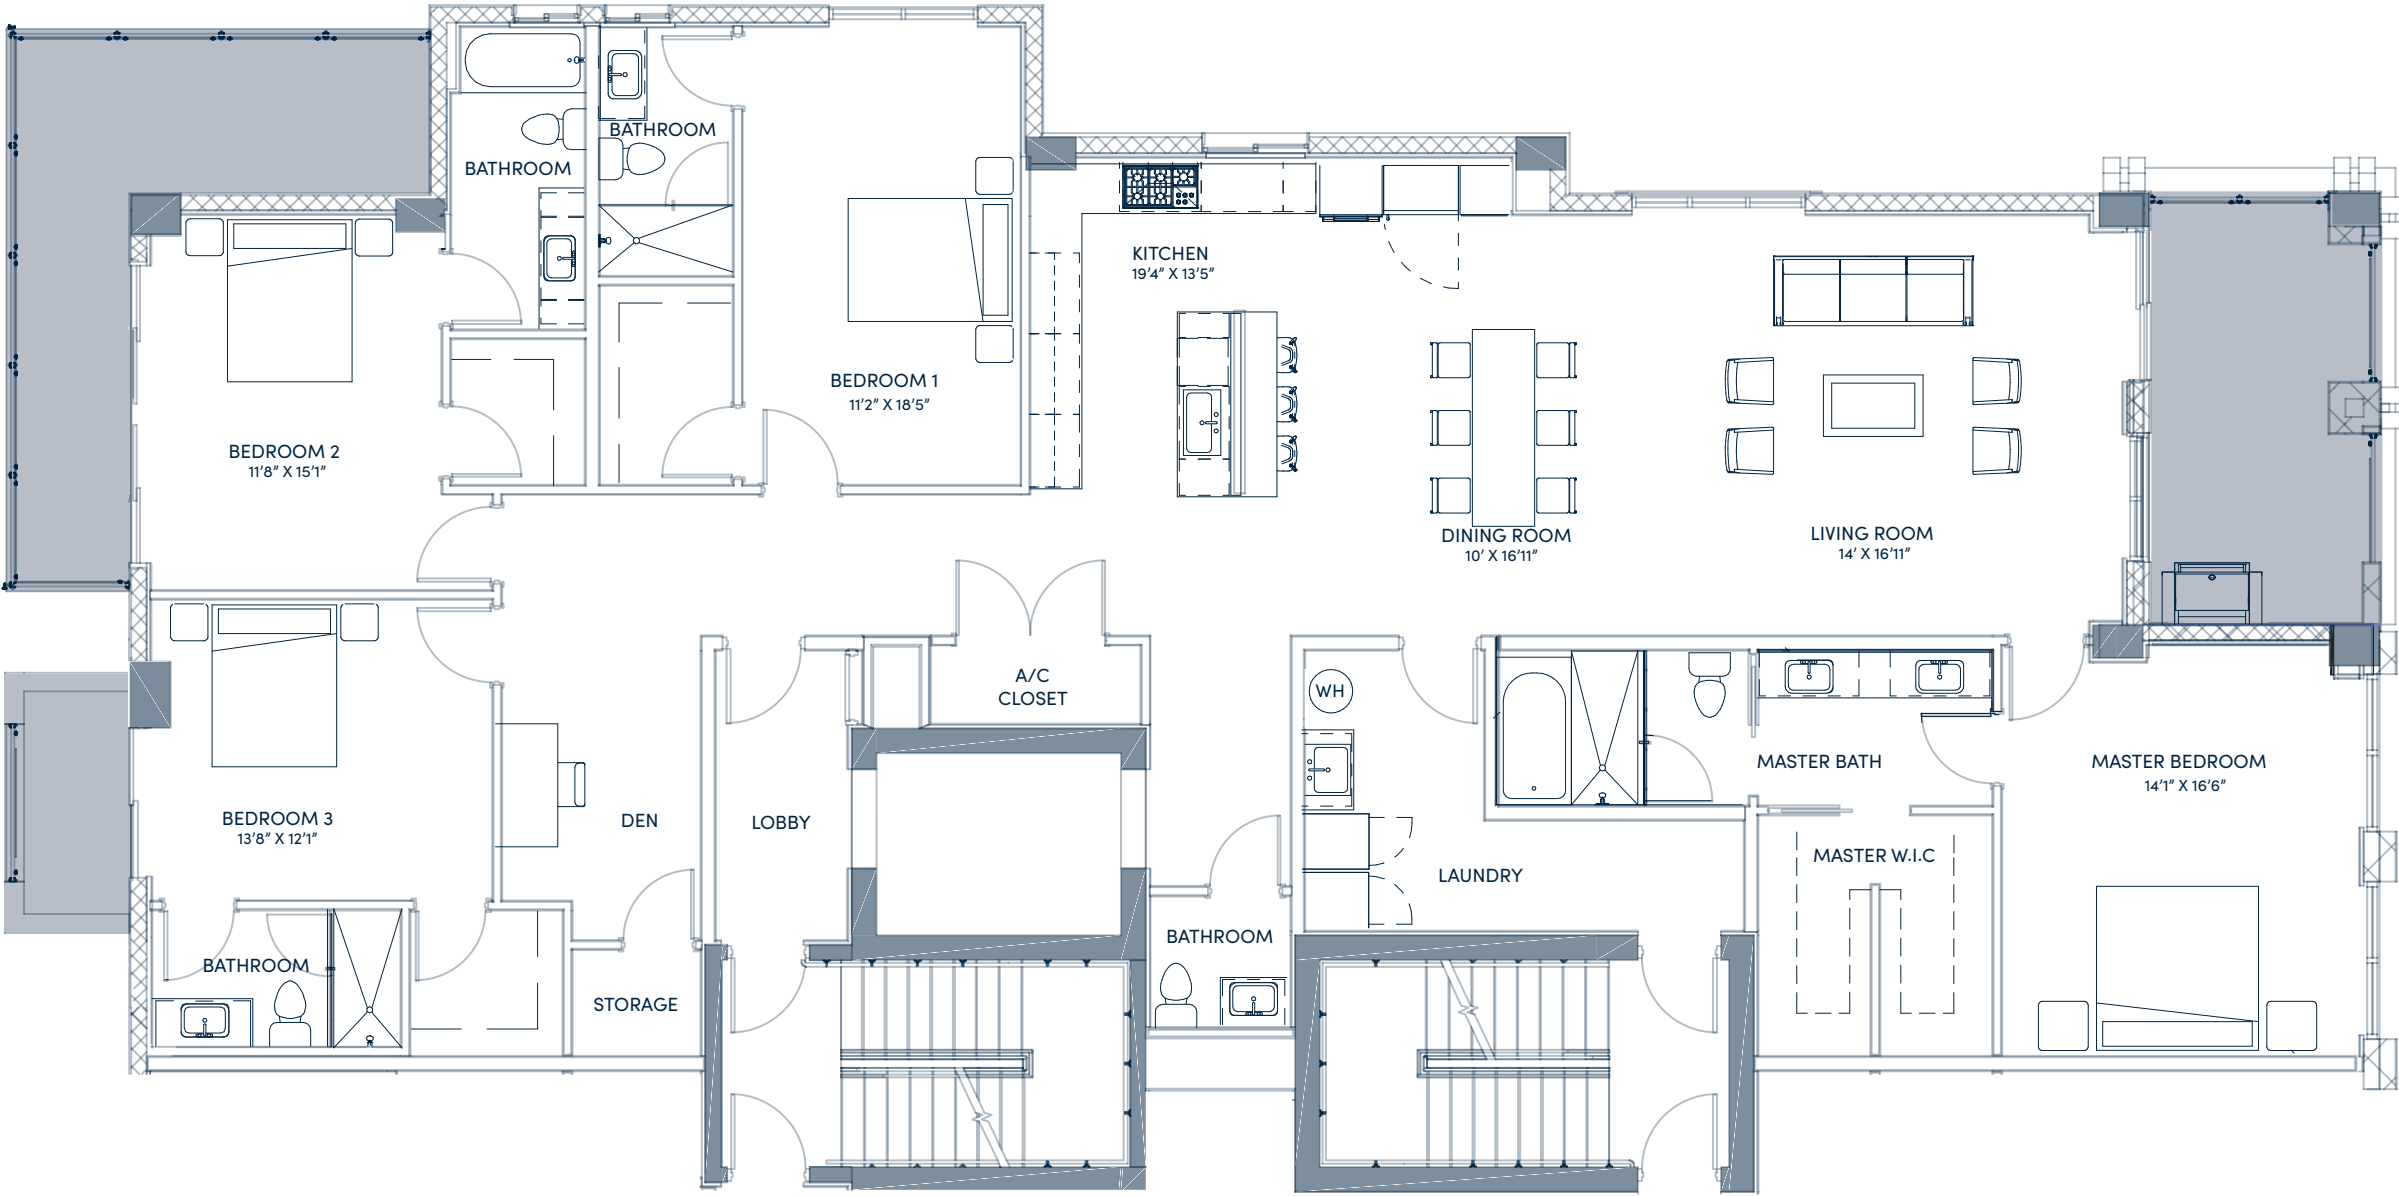 BATHROOM
BATHROOM
KITCHEN
19'4" X 13'5"
BEDROOM 1
11'2" X 18'5"
BEDROOM 2
11'8" X 15'1"
DINING ROOM
10' X 16'11"
LIVING ROOM
14' X 16'11"
A/C
CLOSET
WH
MASTER BATH
MASTER BEDROOM
14'1" X 16'6"
BEDROOM 3
13'8" X 12'1"
DEN
LOBBY
MASTER W.I.C
LAUNDRY
BATHROOM
BATHROOM
STORAGE